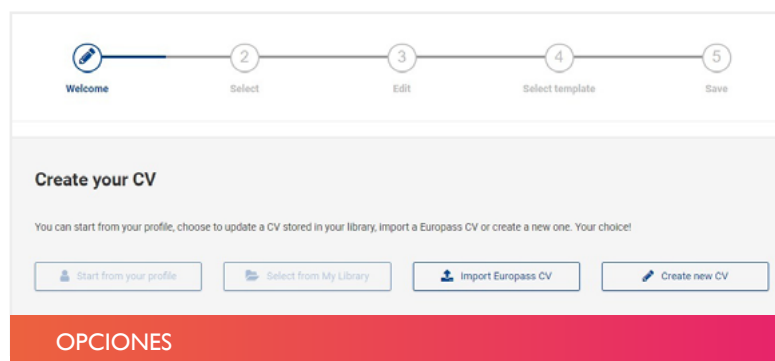 2 3 4 5
Welcome Select Edit Select template Save
Create your CV
You can start from your profile, choose to update a CV stored in your library, import a Europass CV or create a new one. Your choice!
Start from your profile Select from My Library Import Europass CV Create new CV
OPCIONES